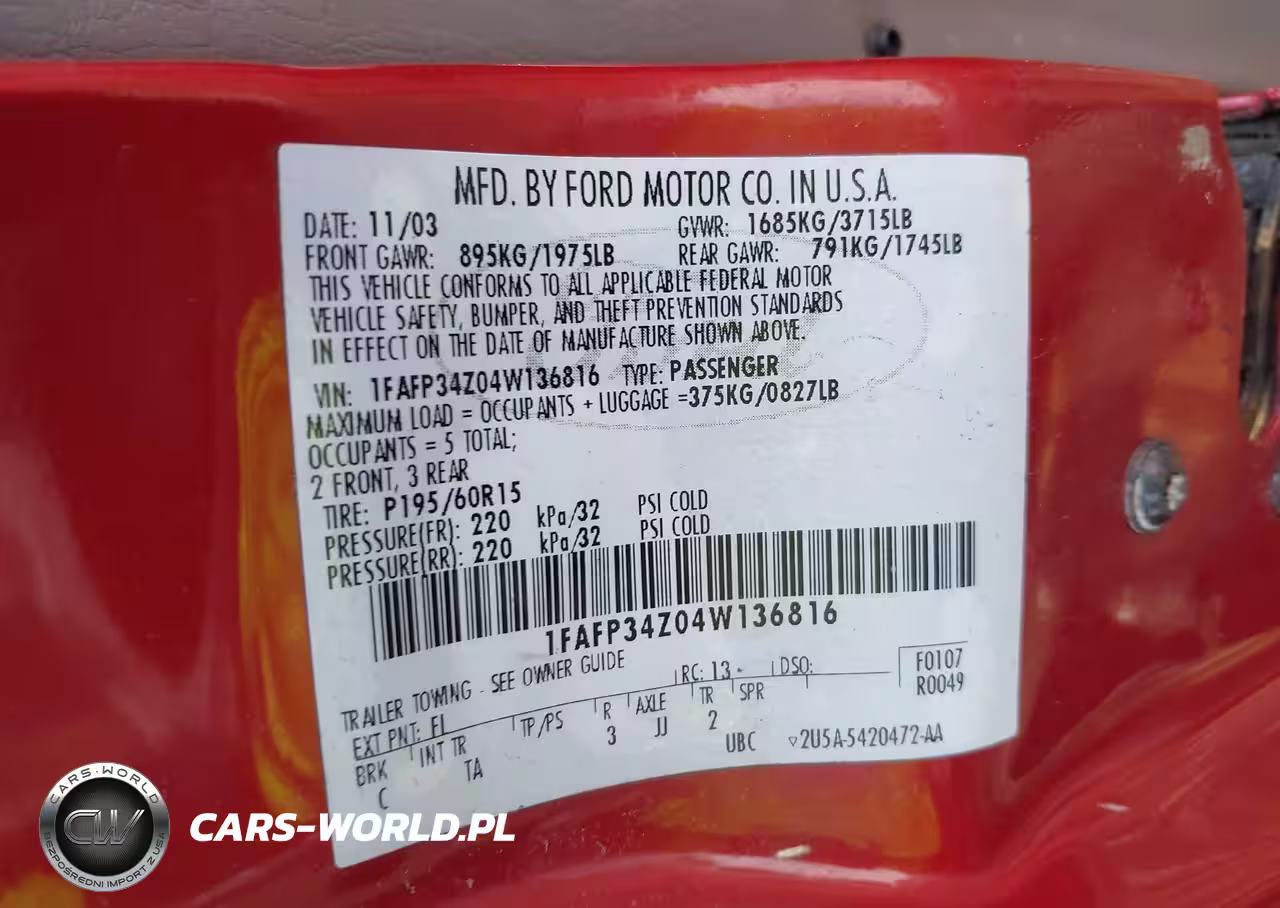 MFD. BY FORD MOTOR CO. IN U.S.A.
DATE: 11/03 GVWR: 1685KG/3715LB
FRONT GAWR: 895KG/1975LB REAR GAWR: 791KG/1745LB
THIS VEHICLE CONFORMS TO ALL APPLICABLE FEDERAL MOTOR
VEHICLE SAFETY, BUMPER, AND THEFT PREVENTION STANDARDS
IN EFFECT ON THE DATE OF MANUFACTURE SHOWN ABOVE.
VIN: 1FAFP34Z04W136816 TYPE: PASSENGER
MAXIMUM LOAD = OCCUPANTS + LUGGAGE =375KG/0827LB
OCCUPANTS = 5 TOTAL;
2 FRONT, 3 REAR
TIRE: P195/60R15
PRESSURE(FR): 220 kPa/32 PSI COLD
PRESSURE(RR): 220 kPa/32 PSI COLD
1FAFP34Z04W136816
TRAILER TOWING - SEE OWNER GUIDE
EXT PNT: FI RC: 13 DSO: F0107
R0049
BRK INT TR TP/PS R AXLE TR SPR
C TA 3 JJ 2
UBC ▽2U5A-5420472-AA
CARS-WORLD
CW
BEZPOŚREDNI IMPORT Z USA
CARS-WORLD.PL